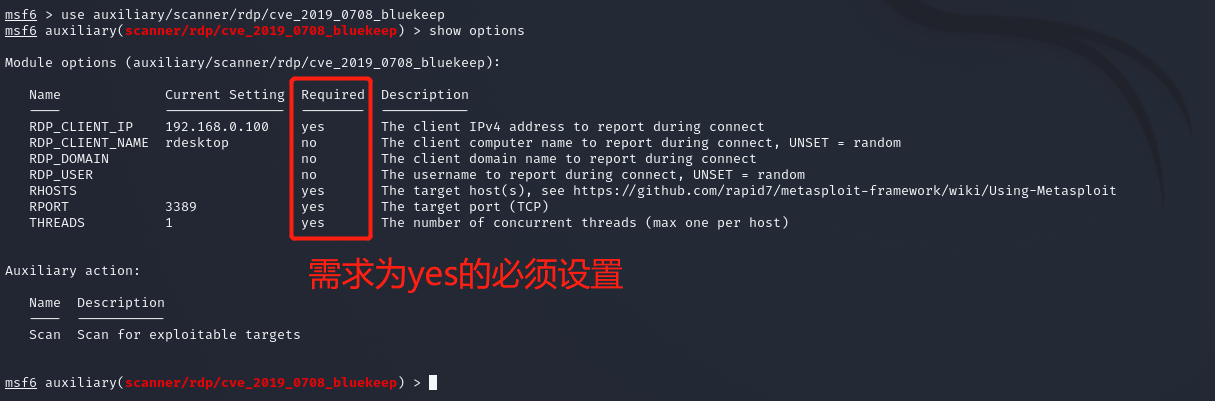 msf6 > use auxiliary/scanner/rdp/cve_2019_0708_bluekeep
msf6 auxiliary(scanner/rdp/cve_2019_0708_bluekeep) > show options
Module options (auxiliary/scanner/rdp/cve_2019_0708_bluekeep):
Name Current Setting Required Description
---- --------------- -------- -----------
RDP_CLIENT_IP 192.168.0.100 yes The client IPv4 address to report during connect
RDP_CLIENT_NAME rdesktop no The client computer name to report during connect, UNSET = random
RDP_DOMAIN no The client domain name to report during connect
RDP_USER no The username to report during connect, UNSET = random
RHOSTS yes The target host(s), see https://github.com/rapid7/metasploit-framework/wiki/Using-Metasploit
RPORT 3389 yes The target port (TCP)
THREADS 1 yes The number of concurrent threads (max one per host)
需求为yes的必须设置
Auxiliary action:
Name Description
---- -----------
Scan Scan for exploitable targets
msf6 auxiliary(scanner/rdp/cve_2019_0708_bluekeep) >